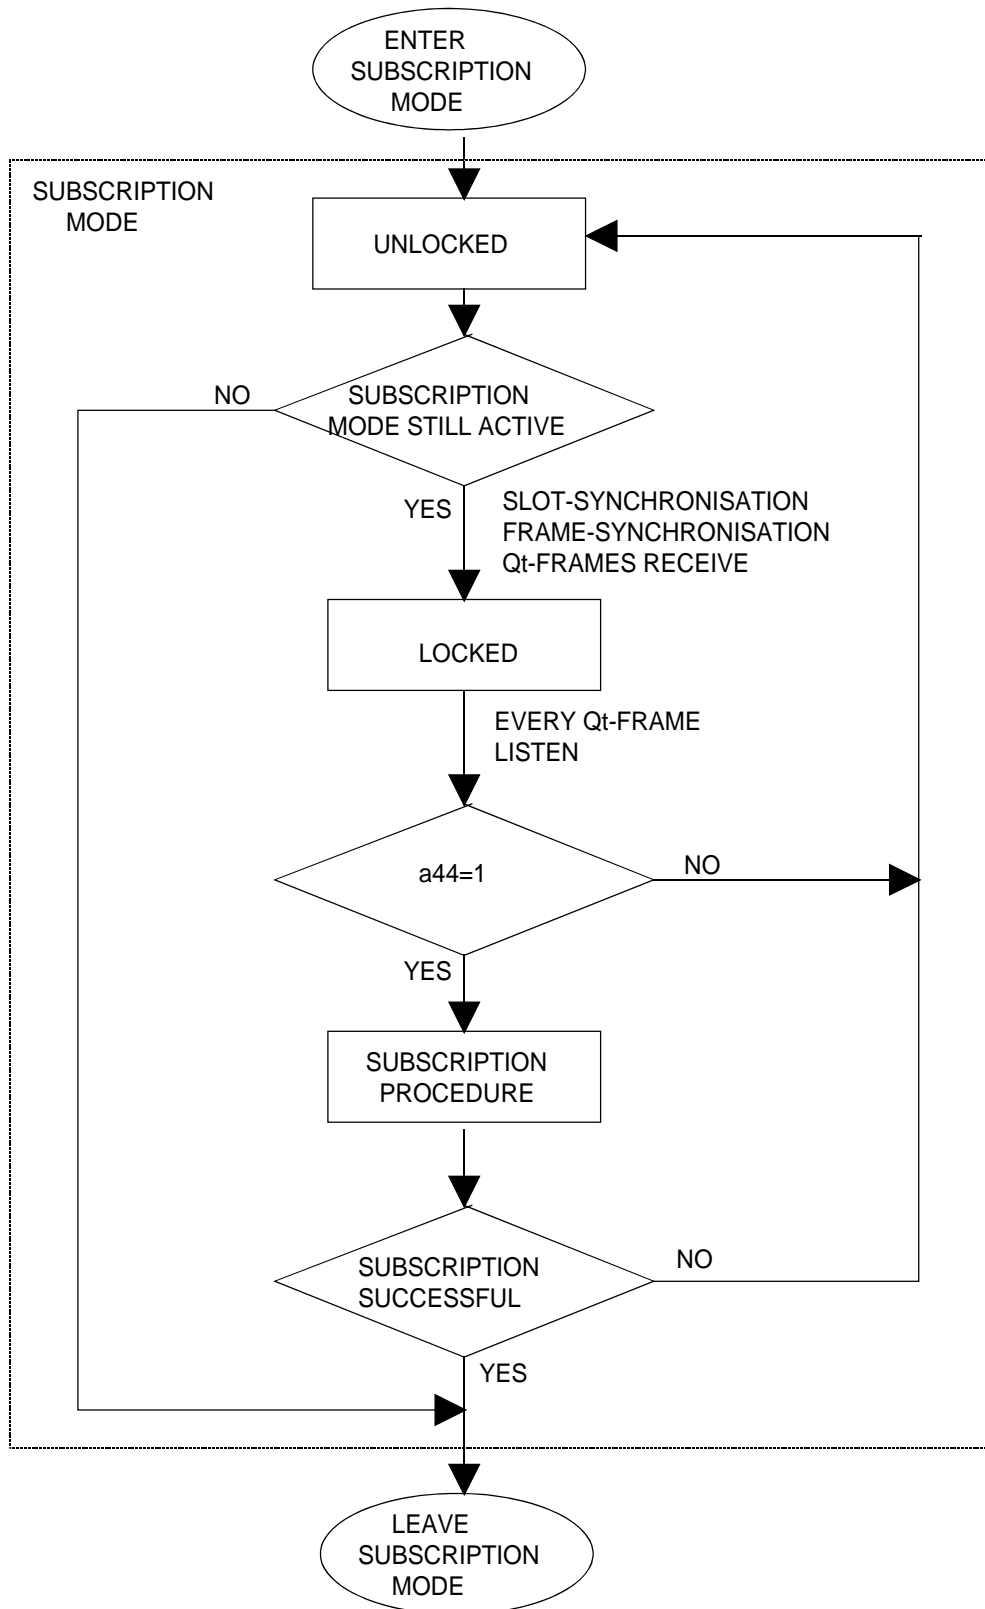 ENTER
SUBSCRIPTION
MODE
SUBSCRIPTION
MODE
UNLOCKED
NO
SUBSCRIPTION
MODE STILL ACTIVE
YES
SLOT-SYNCHRONISATION
FRAME-SYNCHRONISATION
Qt-FRAMES RECEIVE
LOCKED
EVERY Qt-FRAME
LISTEN
a44=1
NO
YES
SUBSCRIPTION
PROCEDURE
SUBSCRIPTION
SUCCESSFUL
NO
YES
LEAVE
SUBSCRIPTION
MODE